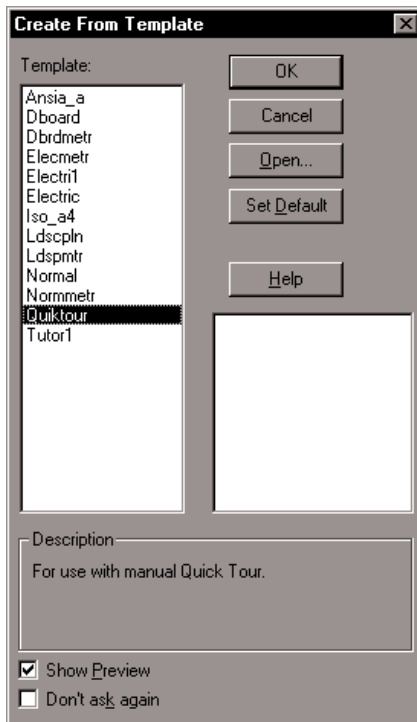 Create From Template
Template:
Ansia_a
Dboard
Dbrdmetr
Elecmetr
Electri1
Electric
Iso_a4
Ldscpln
Ldspmtr
Normal
Normmetr
Quiktour
Tutor1
OK
Cancel
Open...
Set Default
Help
Description
For use with manual Quick Tour.
Show Preview
Don't ask again